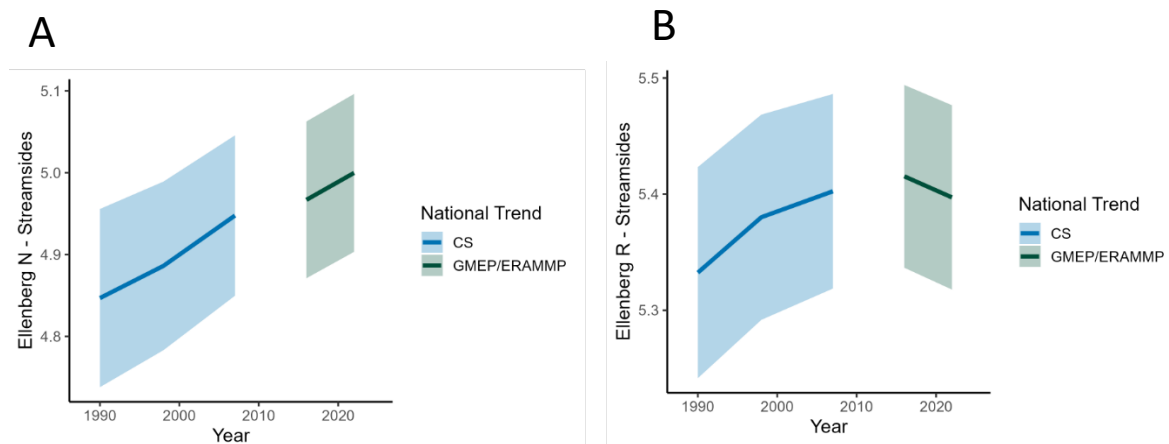 A
Ellenberg N - Streamsides
5.1
5.0
4.9
4.8
1990
2000
2010
2020
Year
National Trend
CS
GMEP/ERAMMP
B
Ellenberg R - Streamsides
5.5
5.4
5.3
1990
2000
2010
2020
Year
National Trend
CS
GMEP/ERAMMP